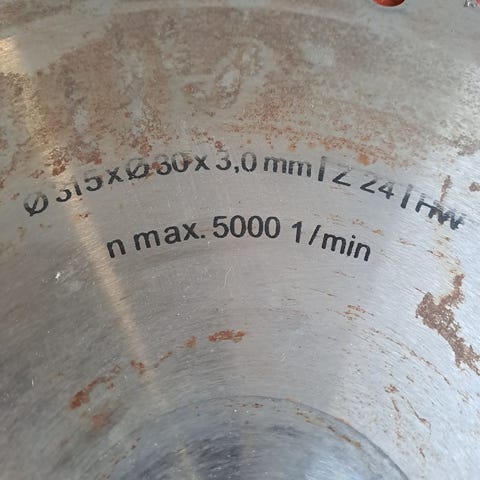 Ø 315 x Ø 30 x 3,0 mm | Z 24 | HW
n max. 5000 1/min